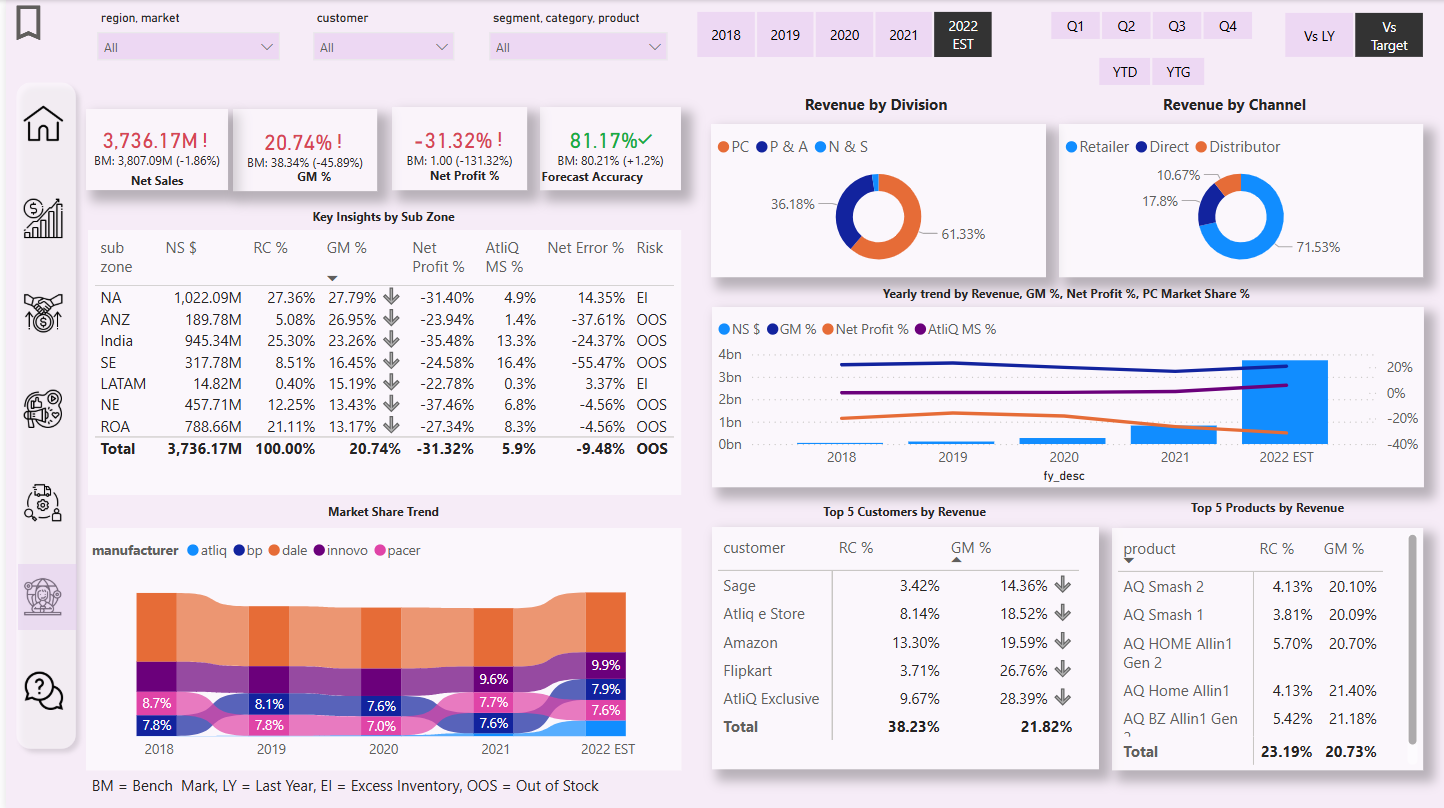 region, market
customer
segment, category, product
All
All
All
2018
2019
2020
2021
2022
EST
Q1
Q2
Q3
Q4
YTD
YTG
Vs LY
Vs
Target
3,736.17M !
BM: 3,807.09M (-1.86%)
Net Sales
20.74% !
BM: 38.34% (-45.89%)
GM %
-31.32% !
BM: 1.00 (-131.32%)
Net Profit %
81.17%
BM: 80.21% (+1.2%)
Forecast Accuracy
Revenue by Division
PC P & A N & S
36.18%
61.33%
Revenue by Channel
Retailer Direct Distributor
10.67%
17.8%
71.53%
Key Insights by Sub Zone
sub zone NS $ RC % GM % Net Profit % AtliQ MS % Net Error % Risk
NA 1,022.09M 27.36% 27.79% -31.40% 4.9% 14.35% EI
ANZ 189.78M 5.08% 26.95% -23.94% 1.4% -37.61% OOS
India 945.34M 25.30% 23.26% -35.48% 13.3% -24.37% OOS
SE 317.78M 8.51% 16.45% -24.58% 16.4% -55.47% OOS
LATAM 14.82M 0.40% 15.19% -22.78% 0.3% 3.37% EI
NE 457.71M 12.25% 13.43% -37.46% 6.8% -4.56% OOS
ROA 788.66M 21.11% 13.17% -27.34% 8.3% -4.56% OOS
Total 3,736.17M 100.00% 20.74% -31.32% 5.9% -9.48% OOS
Yearly trend by Revenue, GM %, Net Profit %, PC Market Share %
NS $ GM % Net Profit % AtliQ MS %
4bn
3bn
2bn
1bn
0bn
20%
0%
-20%
-40%
2018 2019 2020 2021 2022 EST
fy_desc
Market Share Trend
manufacturer atliq bp dale innovo pacer
8.7%
7.8%
8.1%
7.8%
7.6%
7.0%
9.6%
7.7%
7.6%
9.9%
7.9%
7.6%
2018 2019 2020 2021 2022 EST
Top 5 Customers by Revenue
customer RC % GM %
Sage 3.42% 14.36%
Atliq e Store 8.14% 18.52%
Amazon 13.30% 19.59%
Flipkart 3.71% 26.76%
AtliQ Exclusive 9.67% 28.39%
Total 38.23% 21.82%
Top 5 Products by Revenue
product RC % GM %
AQ Smash 2 4.13% 20.10%
AQ Smash 1 3.81% 20.09%
AQ HOME Allin1 5.70% 20.70%
Gen 2
AQ Home Allin1 4.13% 21.40%
AQ BZ Allin1 Gen 5.42% 21.18%
Total 23.19% 20.73%
BM = Bench Mark, LY = Last Year, EI = Excess Inventory, OOS = Out of Stock